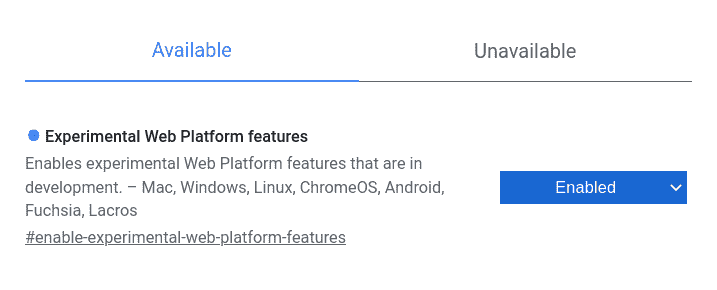 Available
Unavailable
Experimental Web Platform features
Enables experimental Web Platform features that are in
development. – Mac, Windows, Linux, ChromeOS, Android,
Fuchsia, Lacros
Enabled
#enable-experimental-web-platform-features